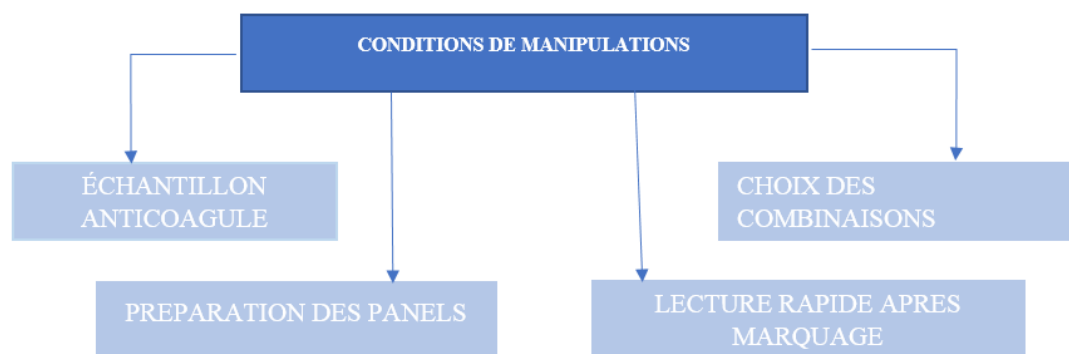 CONDITIONS DE MANIPULATIONS
ÉCHANTILLON
ANTICOAGULE
CHOIX DES
COMBINAISONS
PREPARATION DES PANELS
LECTURE RAPIDE APRES
MARQUAGE